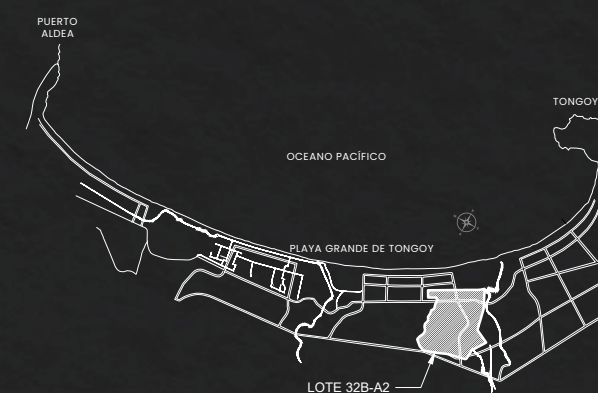 PUERTO
ALDEA
TONGOY
OCEANO PACÍFICO
PLAYA GRANDE DE TONGOY
LOTE 32B-A2